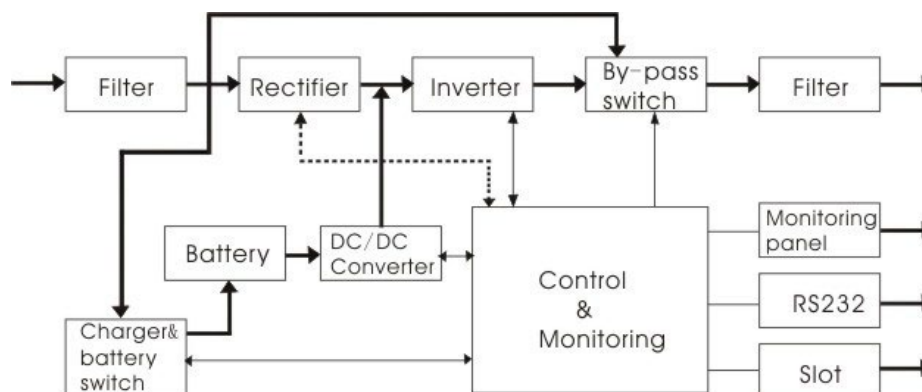 Filter
Rectifier
Inverter
By-pass
switch
Filter
Battery
DC/DC
Converter
Control
&
Monitoring
Monitoring
panel
RS232
Slot
Charger&
battery
switch